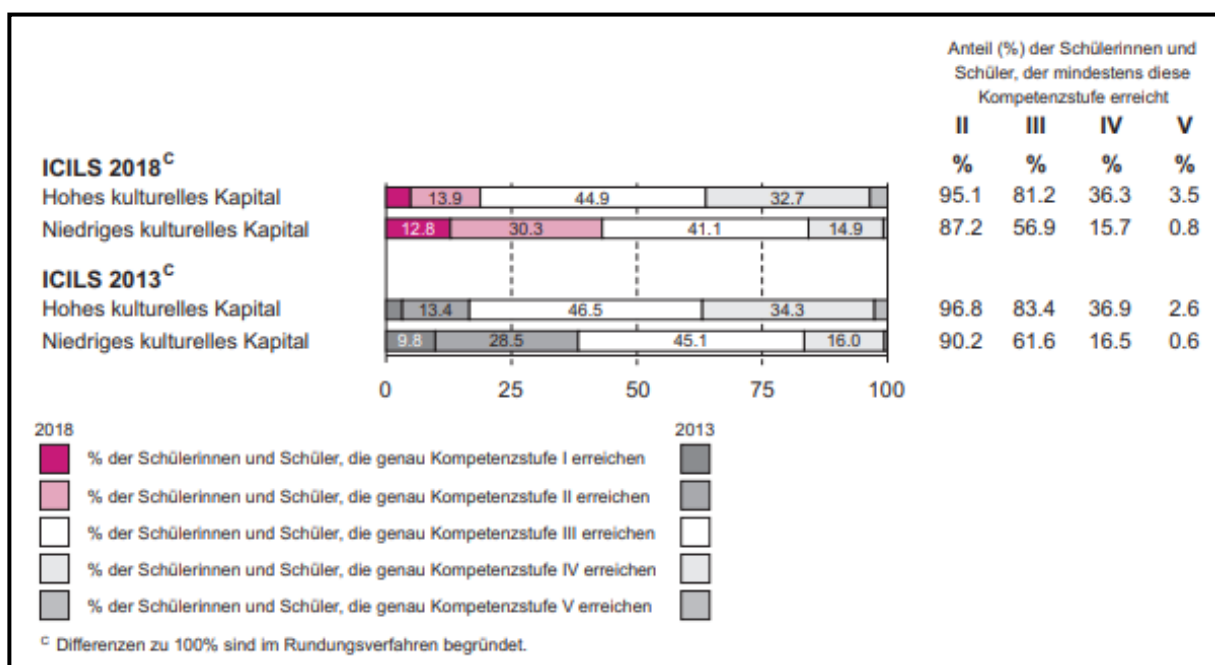 Anteil (%) der Schülerinnen und
Schüler, der mindestens diese
Kompetenzstufe erreicht
II III IV V
ICILS 2018C % % % %
Hohes kulturelles Kapital 13.9 44.9 32.7 95.1 81.2 36.3 3.5
Niedriges kulturelles Kapital 12.8 30.3 41.1 14.9 87.2 56.9 15.7 0.8
ICILS 2013C
Hohes kulturelles Kapital 13.4 46.5 34.3 96.8 83.4 36.9 2.6
Niedriges kulturelles Kapital 9.8 28.5 45.1 16.0 90.2 61.6 16.5 0.6
0 25 50 75 100
2018 2013
% der Schülerinnen und Schüler, die genau Kompetenzstufe I erreichen
% der Schülerinnen und Schüler, die genau Kompetenzstufe II erreichen
% der Schülerinnen und Schüler, die genau Kompetenzstufe III erreichen
% der Schülerinnen und Schüler, die genau Kompetenzstufe IV erreichen
% der Schülerinnen und Schüler, die genau Kompetenzstufe V erreichen
C Differenzen zu 100% sind im Rundungsverfahren begründet.